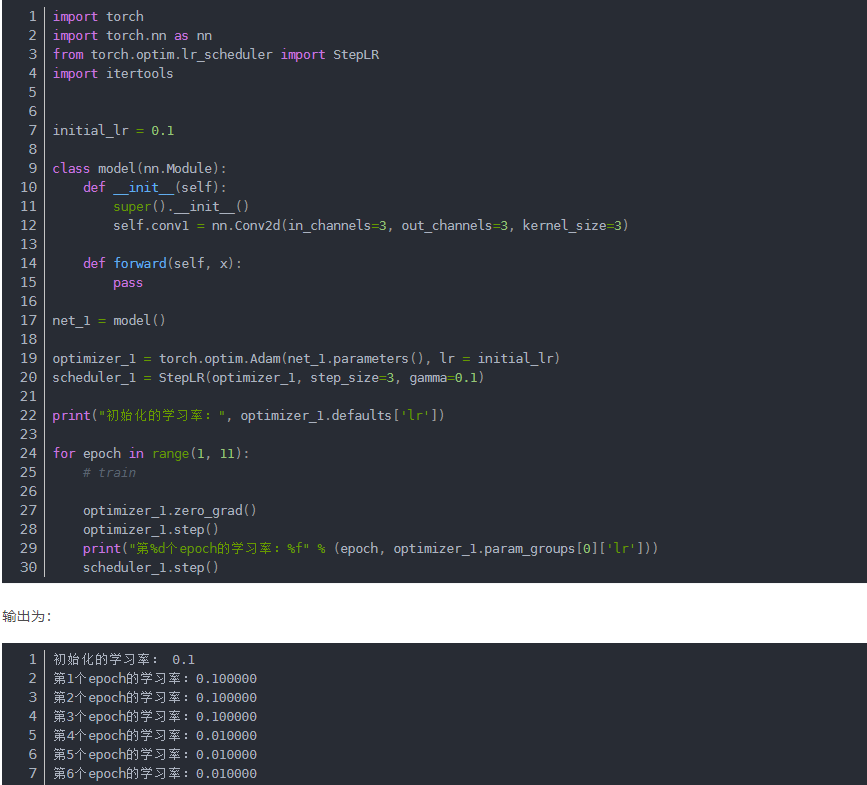 1 import torch
2 import torch.nn as nn
3 from torch.optim.lr_scheduler import StepLR
4 import itertools
5
6
7 initial_lr = 0.1
8
9 class model(nn.Module):
10     def __init__(self):
11         super().__init__()
12         self.conv1 = nn.Conv2d(in_channels=3, out_channels=3, kernel_size=3)
13
14     def forward(self, x):
15         pass
16
17 net_1 = model()
18
19 optimizer_1 = torch.optim.Adam(net_1.parameters(), lr = initial_lr)
20 scheduler_1 = StepLR(optimizer_1, step_size=3, gamma=0.1)
21
22 print("初始化的学习率：", optimizer_1.defaults['lr'])
23
24 for epoch in range(1, 11):
25     # train
26
27     optimizer_1.zero_grad()
28     optimizer_1.step()
29     print("第%d个epoch的学习率：%f" % (epoch, optimizer_1.param_groups[0]['lr']))
30     scheduler_1.step()
输出为：
1 初始化的学习率： 0.1
2 第1个epoch的学习率：0.100000
3 第2个epoch的学习率：0.100000
4 第3个epoch的学习率：0.100000
5 第4个epoch的学习率：0.010000
6 第5个epoch的学习率：0.010000
7 第6个epoch的学习率：0.010000